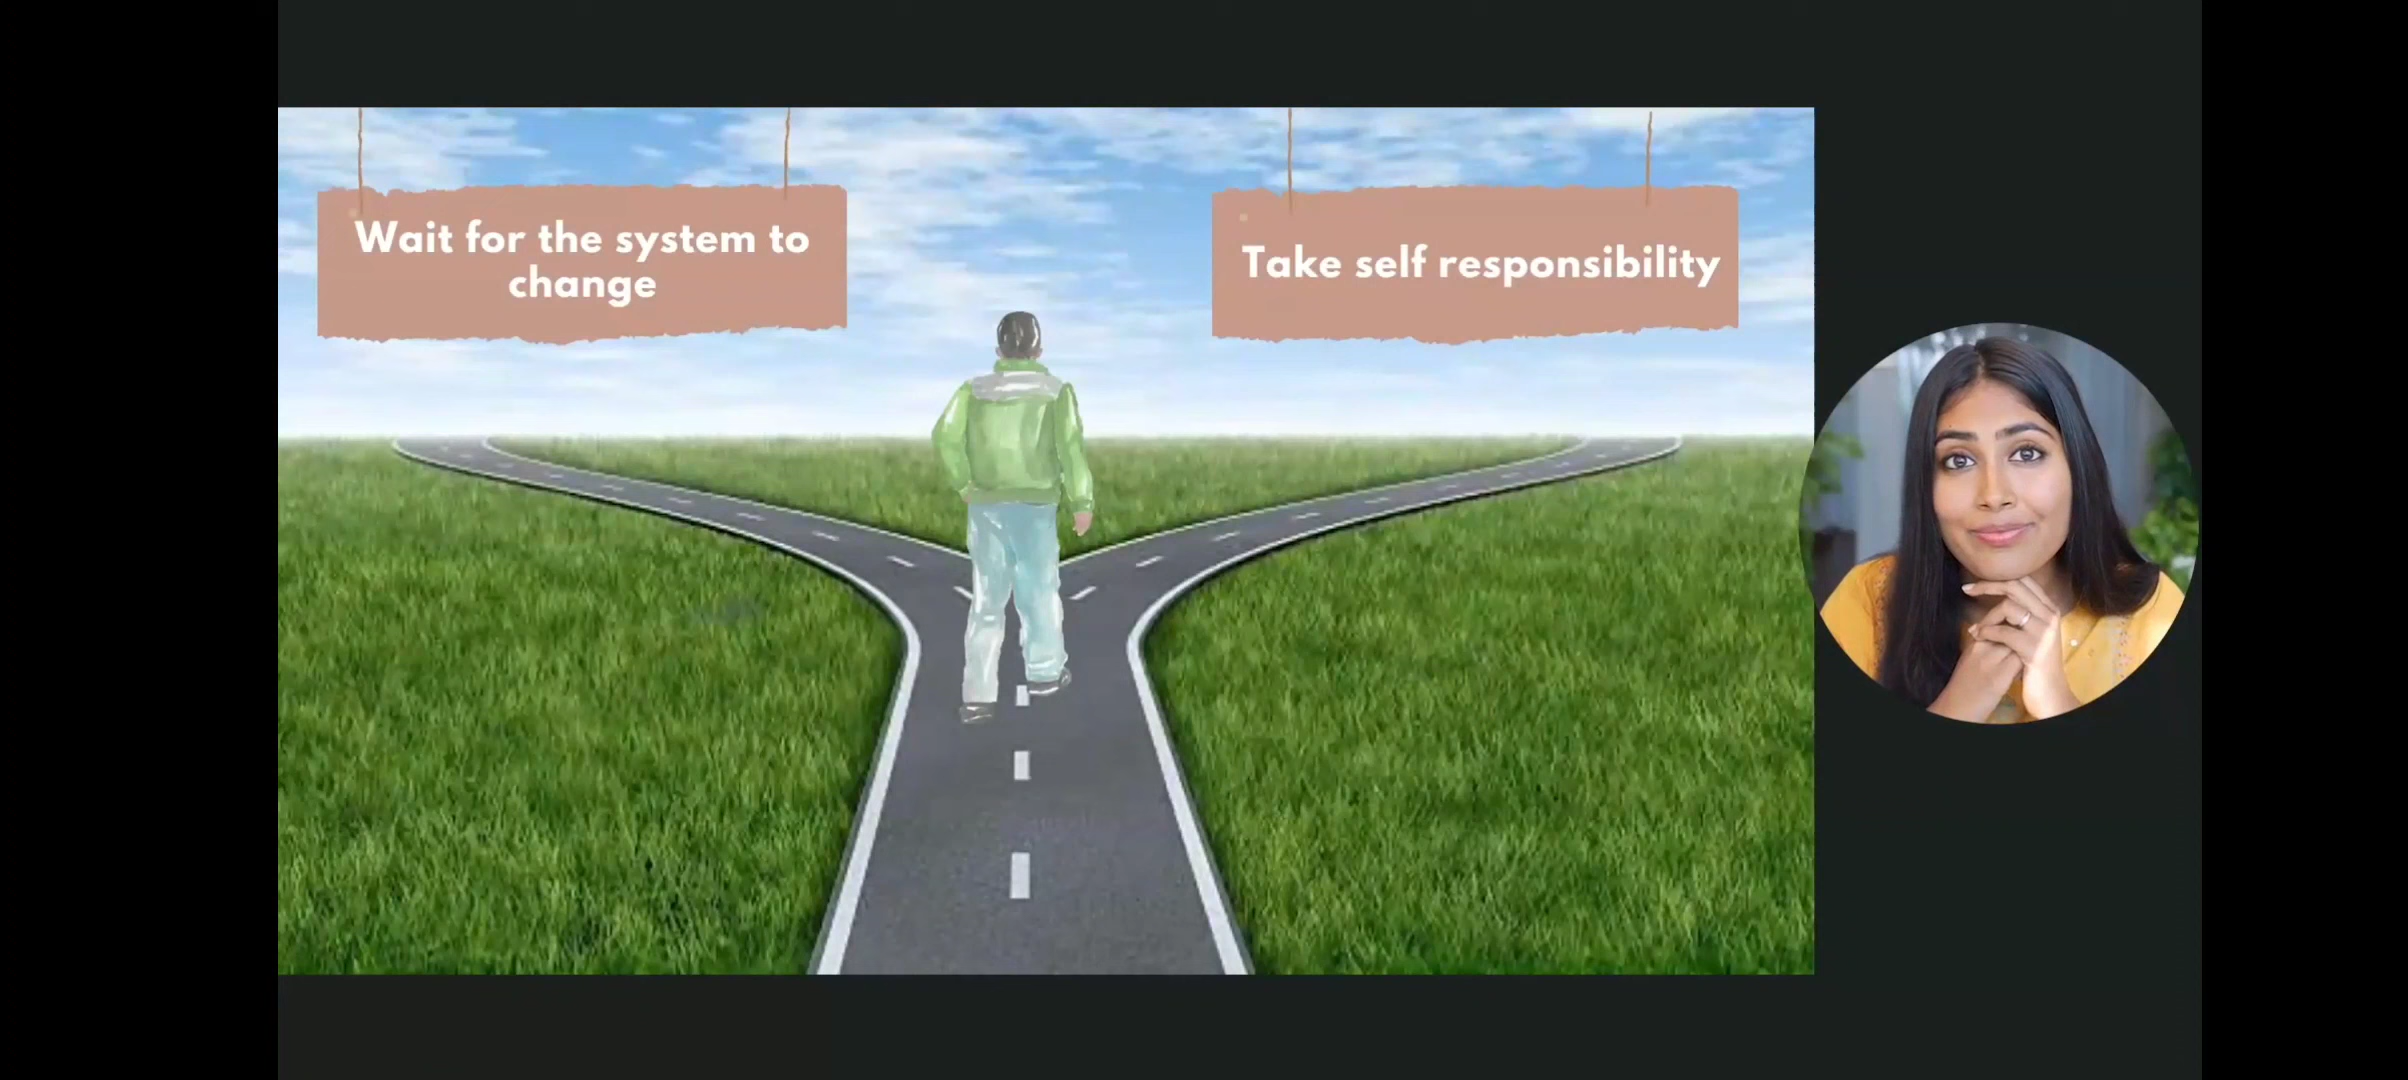 Wait for the system to
change
Take self responsibility